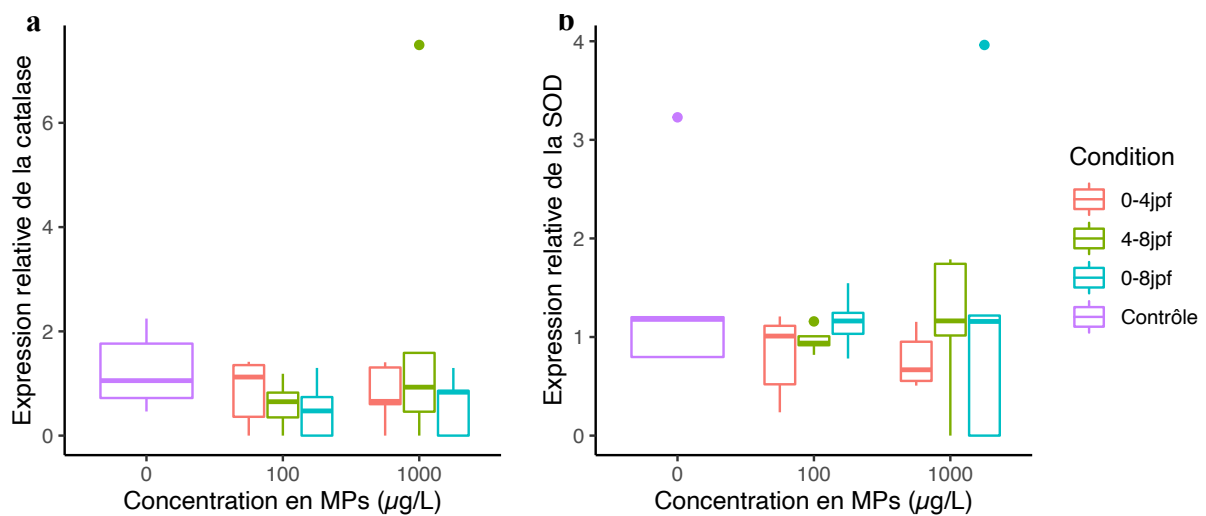 a
Expression relative de la catalase
6
4
2
0
0
100
1000
Concentration en MPs (µg/L)
b
Expression relative de la SOD
4
3
2
1
0
0
100
1000
Concentration en MPs (µg/L)
Condition
0-4jpf
4-8jpf
0-8jpf
Contrôle